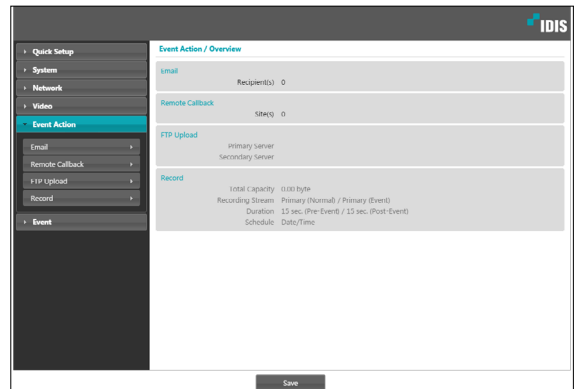 IDIS
Quick Setup
System
Network
Video
Event Action
Email
Remote Callback
FTP Upload
Record
Event
Event Action / Overview
Email
Recipient(s) 0
Remote Callback
Site(s) 0
FTP Upload
Primary Server
Secondary Server
Record
Total Capacity 0.00 byte
Recording Stream Primary (Normal) / Primary (Event)
Duration 15 sec. (Pre-Event) / 15 sec. (Post-Event)
Schedule Date/Time
Save